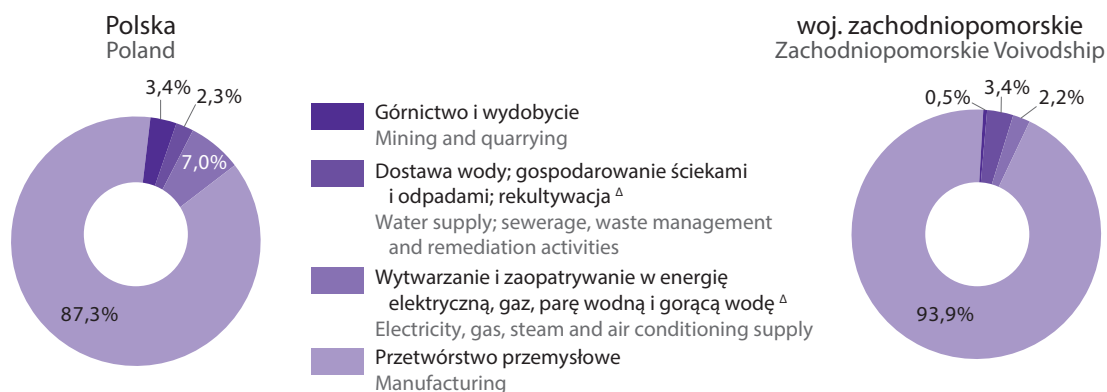 Polska
Poland
3,4%
2,3%
7,0%
87,3%
Górnictwo i wydobycie
Mining and quarrying
Dostawa wody; gospodarowanie ściekami
i odpadami; rekultywacja Δ
Water supply; sewerage, waste management
and remediation activities
Wytwarzanie i zaopatrywanie w energię
elektryczną, gaz, parę wodną i gorącą wodę Δ
Electricity, gas, steam and air conditioning supply
Przetwórstwo przemysłowe
Manufacturing
woj. zachodniopomorskie
Zachodniopomorskie Voivodship
0,5%
3,4%
2,2%
93,9%